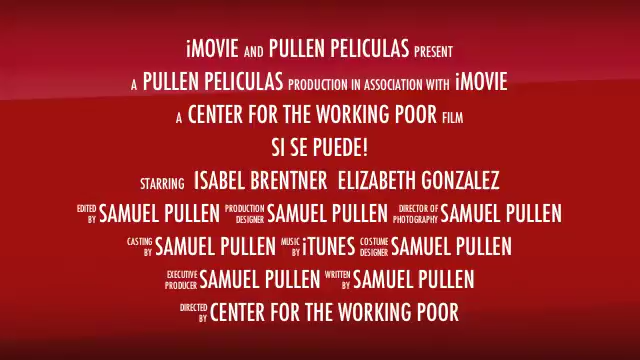 iMOVIE AND PULLEN PELICULAS PRESENT
A PULLEN PELICULAS PRODUCTION IN ASSOCIATION WITH iMOVIE
A CENTER FOR THE WORKING POOR FILM
SI SE PUEDE!
STARRING ISABEL BRENTNER ELIZABETH GONZALEZ
EDITED BY SAMUEL PULLEN PRODUCTION DESIGNER SAMUEL PULLEN DIRECTOR OF PHOTOGRAPHY SAMUEL PULLEN
CASTING BY SAMUEL PULLEN MUSIC BY iTUNES COSTUME DESIGNER SAMUEL PULLEN
EXECUTIVE PRODUCER SAMUEL PULLEN WRITTEN BY SAMUEL PULLEN
DIRECTED BY CENTER FOR THE WORKING POOR